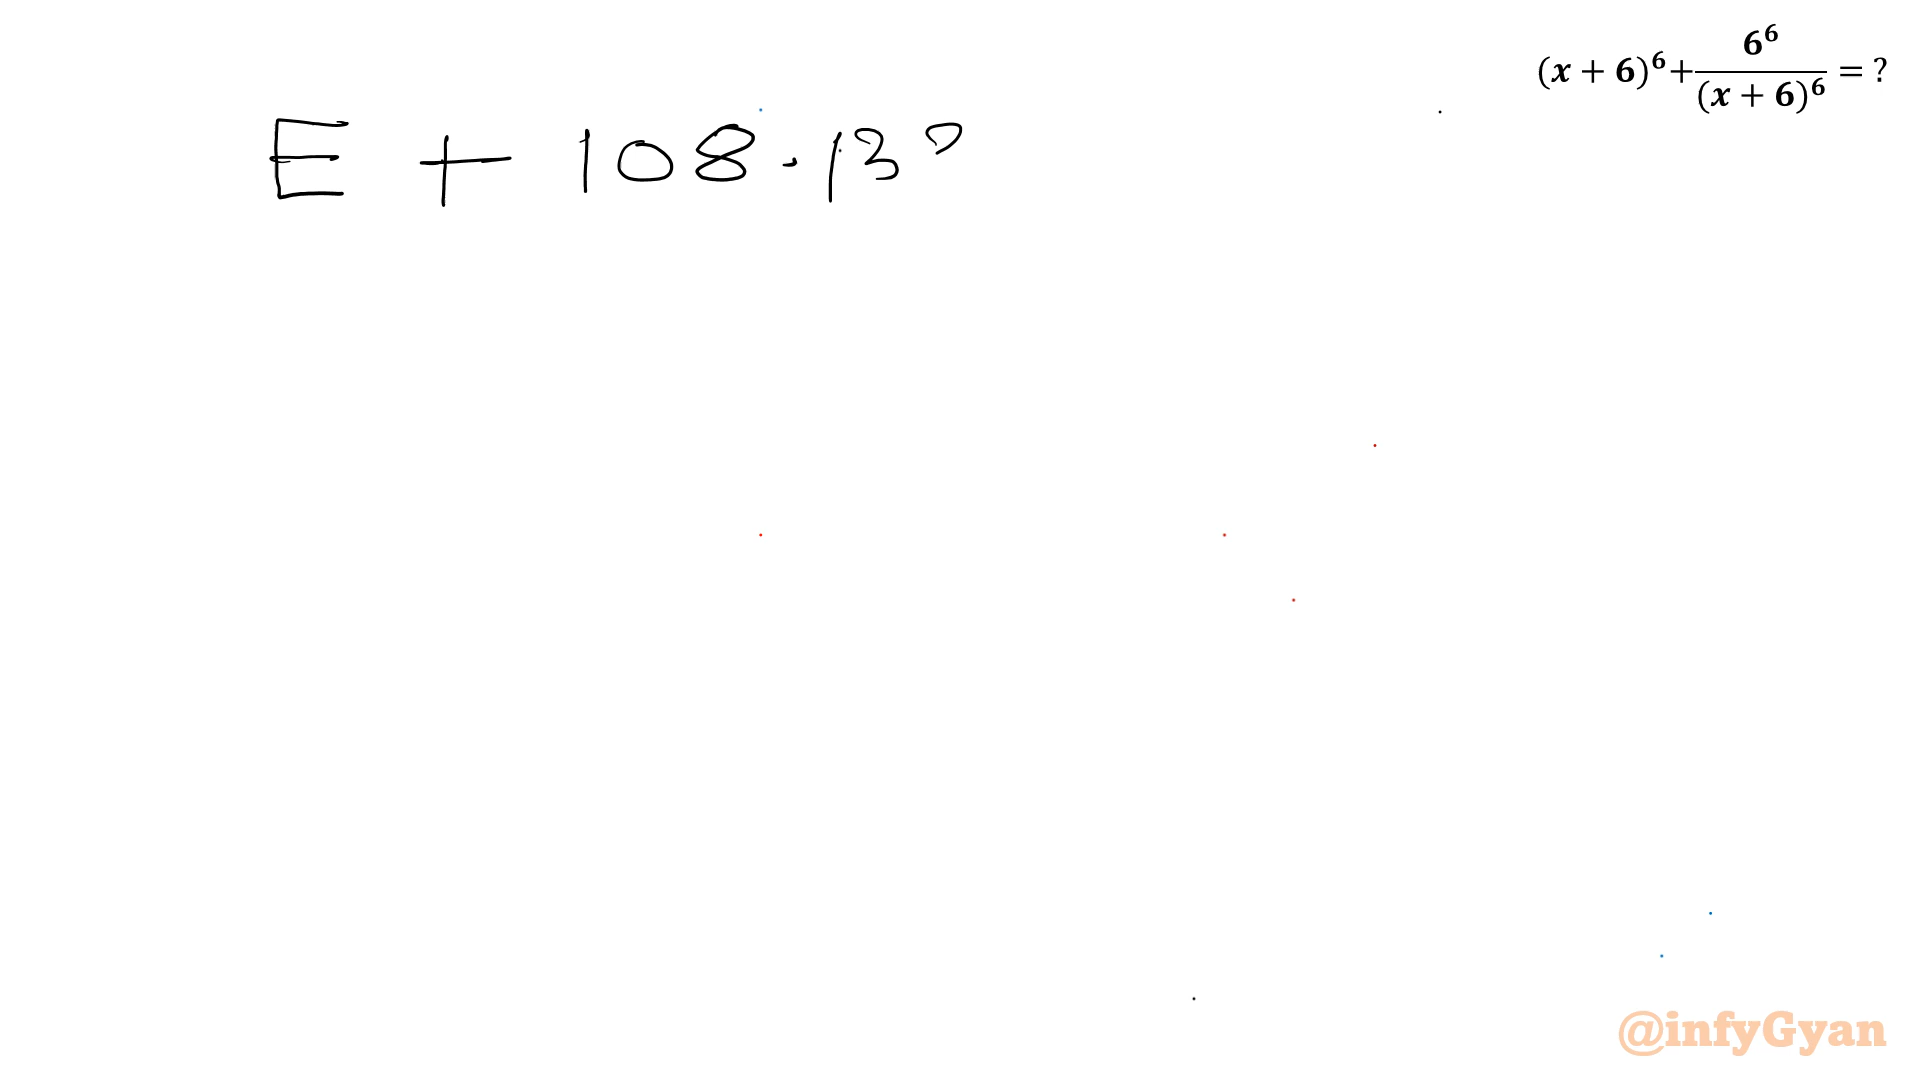 (x + 6)⁶ + 6⁶/(x + 6)⁶ = ?
E + 108 · 13
@infyGyan